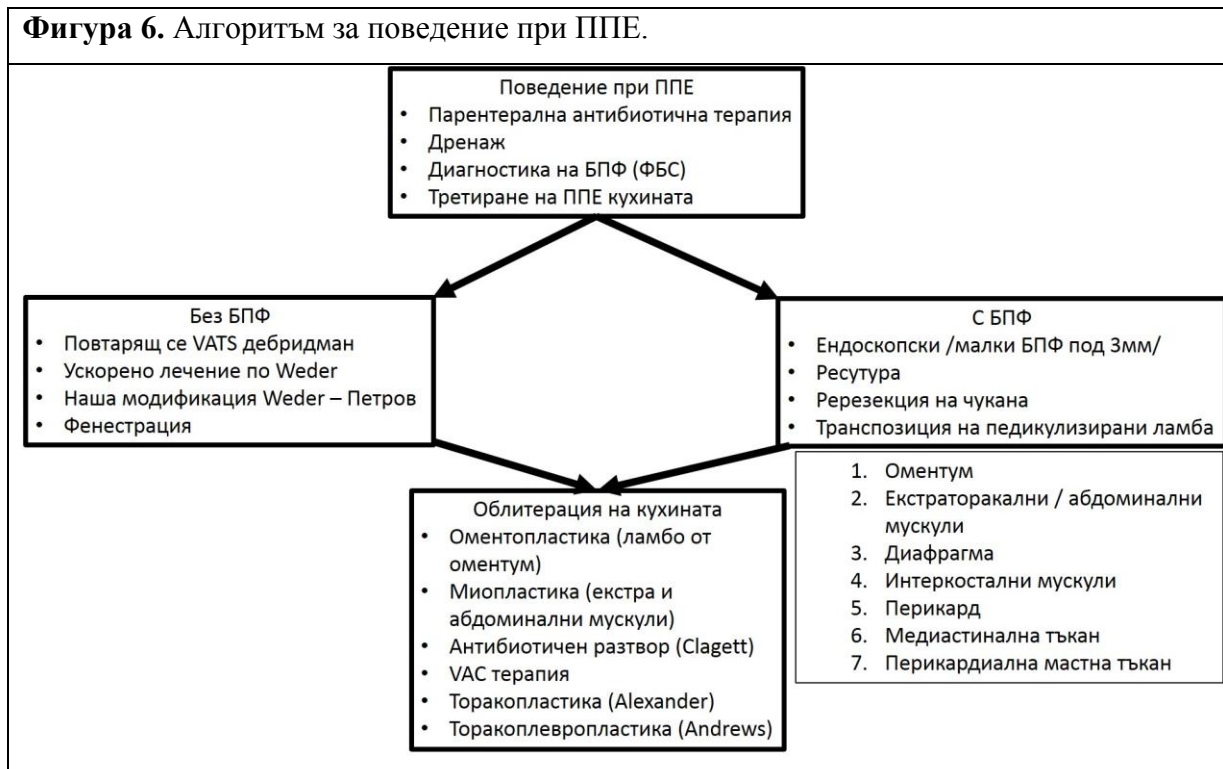 Фигура 6. Алгоритъм за поведение при ППЕ.
Поведение при ППЕ
• Парентерална антибиотична терапия
• Дренаж
• Диагностика на БПФ (ФБС)
• Третиране на ППЕ кухината
Без БПФ
• Повтарящ се VATS дебридман
• Ускорено лечение по Weder
• Наша модификация Weder – Петров
• Фенестрация
С БПФ
• Ендоскопски /малки БПФ под 3мм/
• Ресутура
• Ререзекция на чукана
• Транспозиция на педикулизирани ламба
1. Оментум
2. Екстраторакални / абдоминални
мускули
3. Диафрагма
4. Интеркостални мускули
5. Перикард
6. Медиастинална тъкан
7. Перикардиална мастна тъкан
Облитерация на кухината
• Оментопластика (ламбо от
оментум)
• Миопластика (екстра и
абдоминални мускули)
• Антибиотичен разтвор (Clagett)
• VAC терапия
• Торакопластика (Alexander)
• Торакоплевропластика (Andrews)